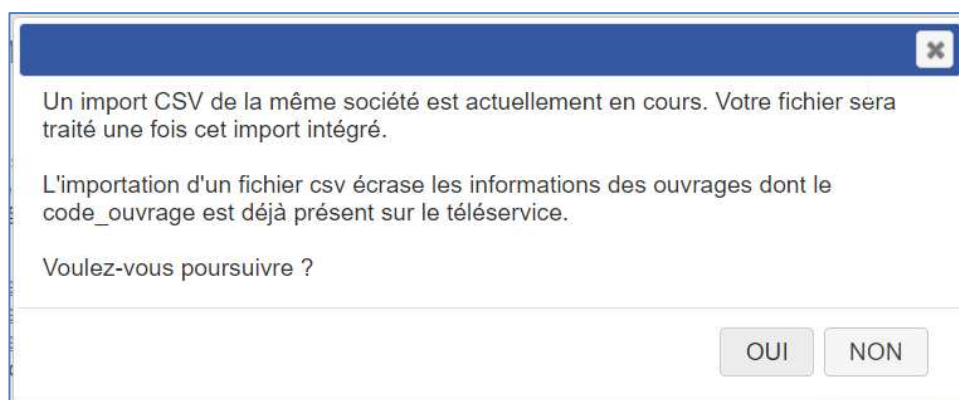 Un import CSV de la même société est actuellement en cours. Votre fichier sera
traité une fois cet import intégré.
L'importation d'un fichier csv écrase les informations des ouvrages dont le
code_ouvrage est déjà présent sur le téléservice.
Voulez-vous poursuivre ?
OUI NON